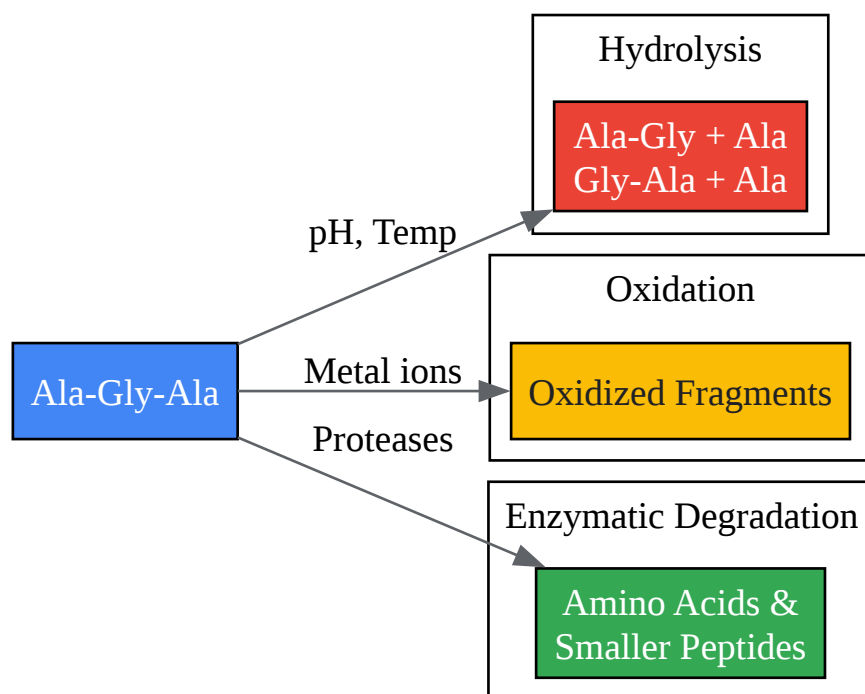 Hydrolysis
Ala-Gly + Ala
Gly-Ala + Ala
pH, Temp
Oxidation
Metal ions
Ala-Gly-Ala
Oxidized Fragments
Proteases
Enzymatic Degradation
Amino Acids &
Smaller Peptides